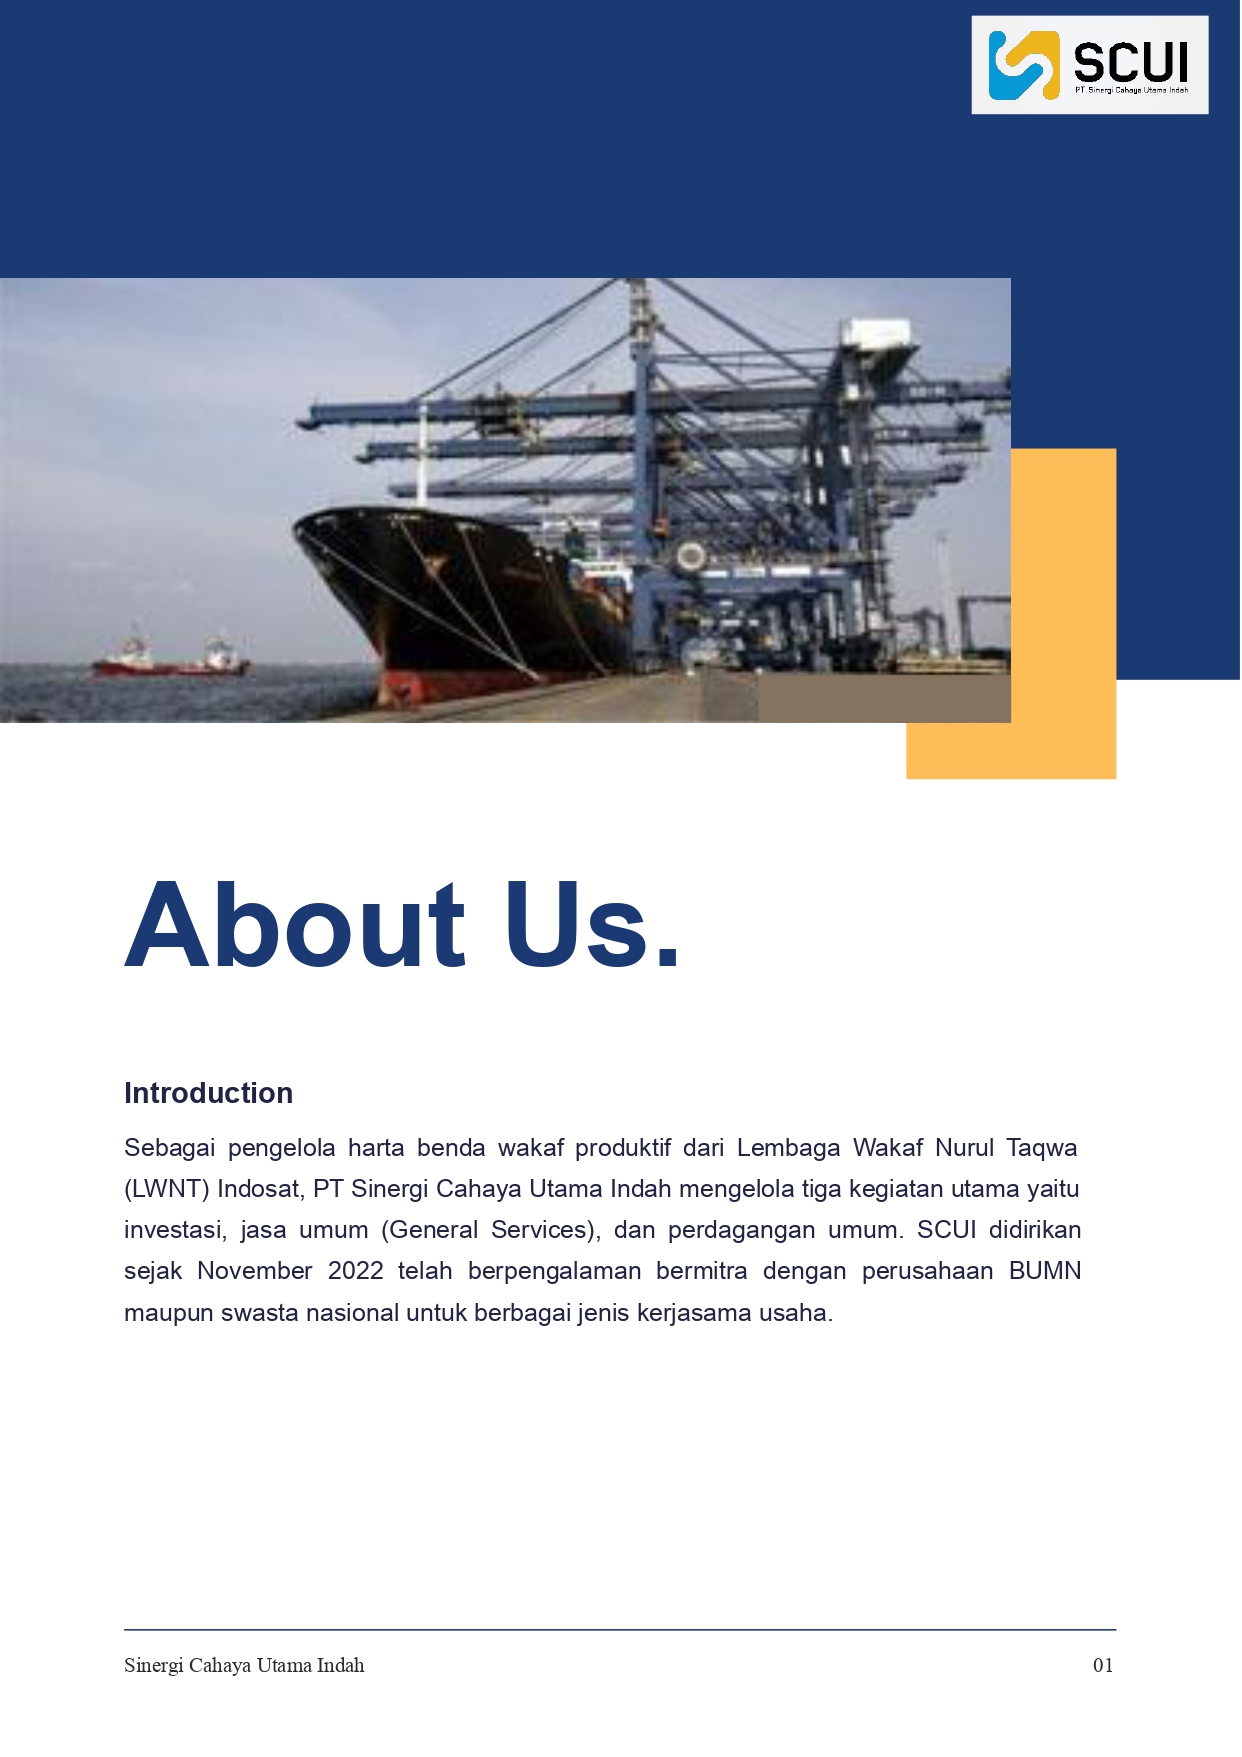 SCUI
PT. Sinergi Cahaya Utama Indah
About Us.
Introduction
Sebagai pengelola harta benda wakaf produktif dari Lembaga Wakaf Nurul Taqwa
(LWNT) Indosat, PT Sinergi Cahaya Utama Indah mengelola tiga kegiatan utama yaitu
investasi, jasa umum (General Services), dan perdagangan umum. SCUI didirikan
sejak November 2022 telah berpengalaman bermitra dengan perusahaan BUMN
maupun swasta nasional untuk berbagai jenis kerjasama usaha.
Sinergi Cahaya Utama Indah
01